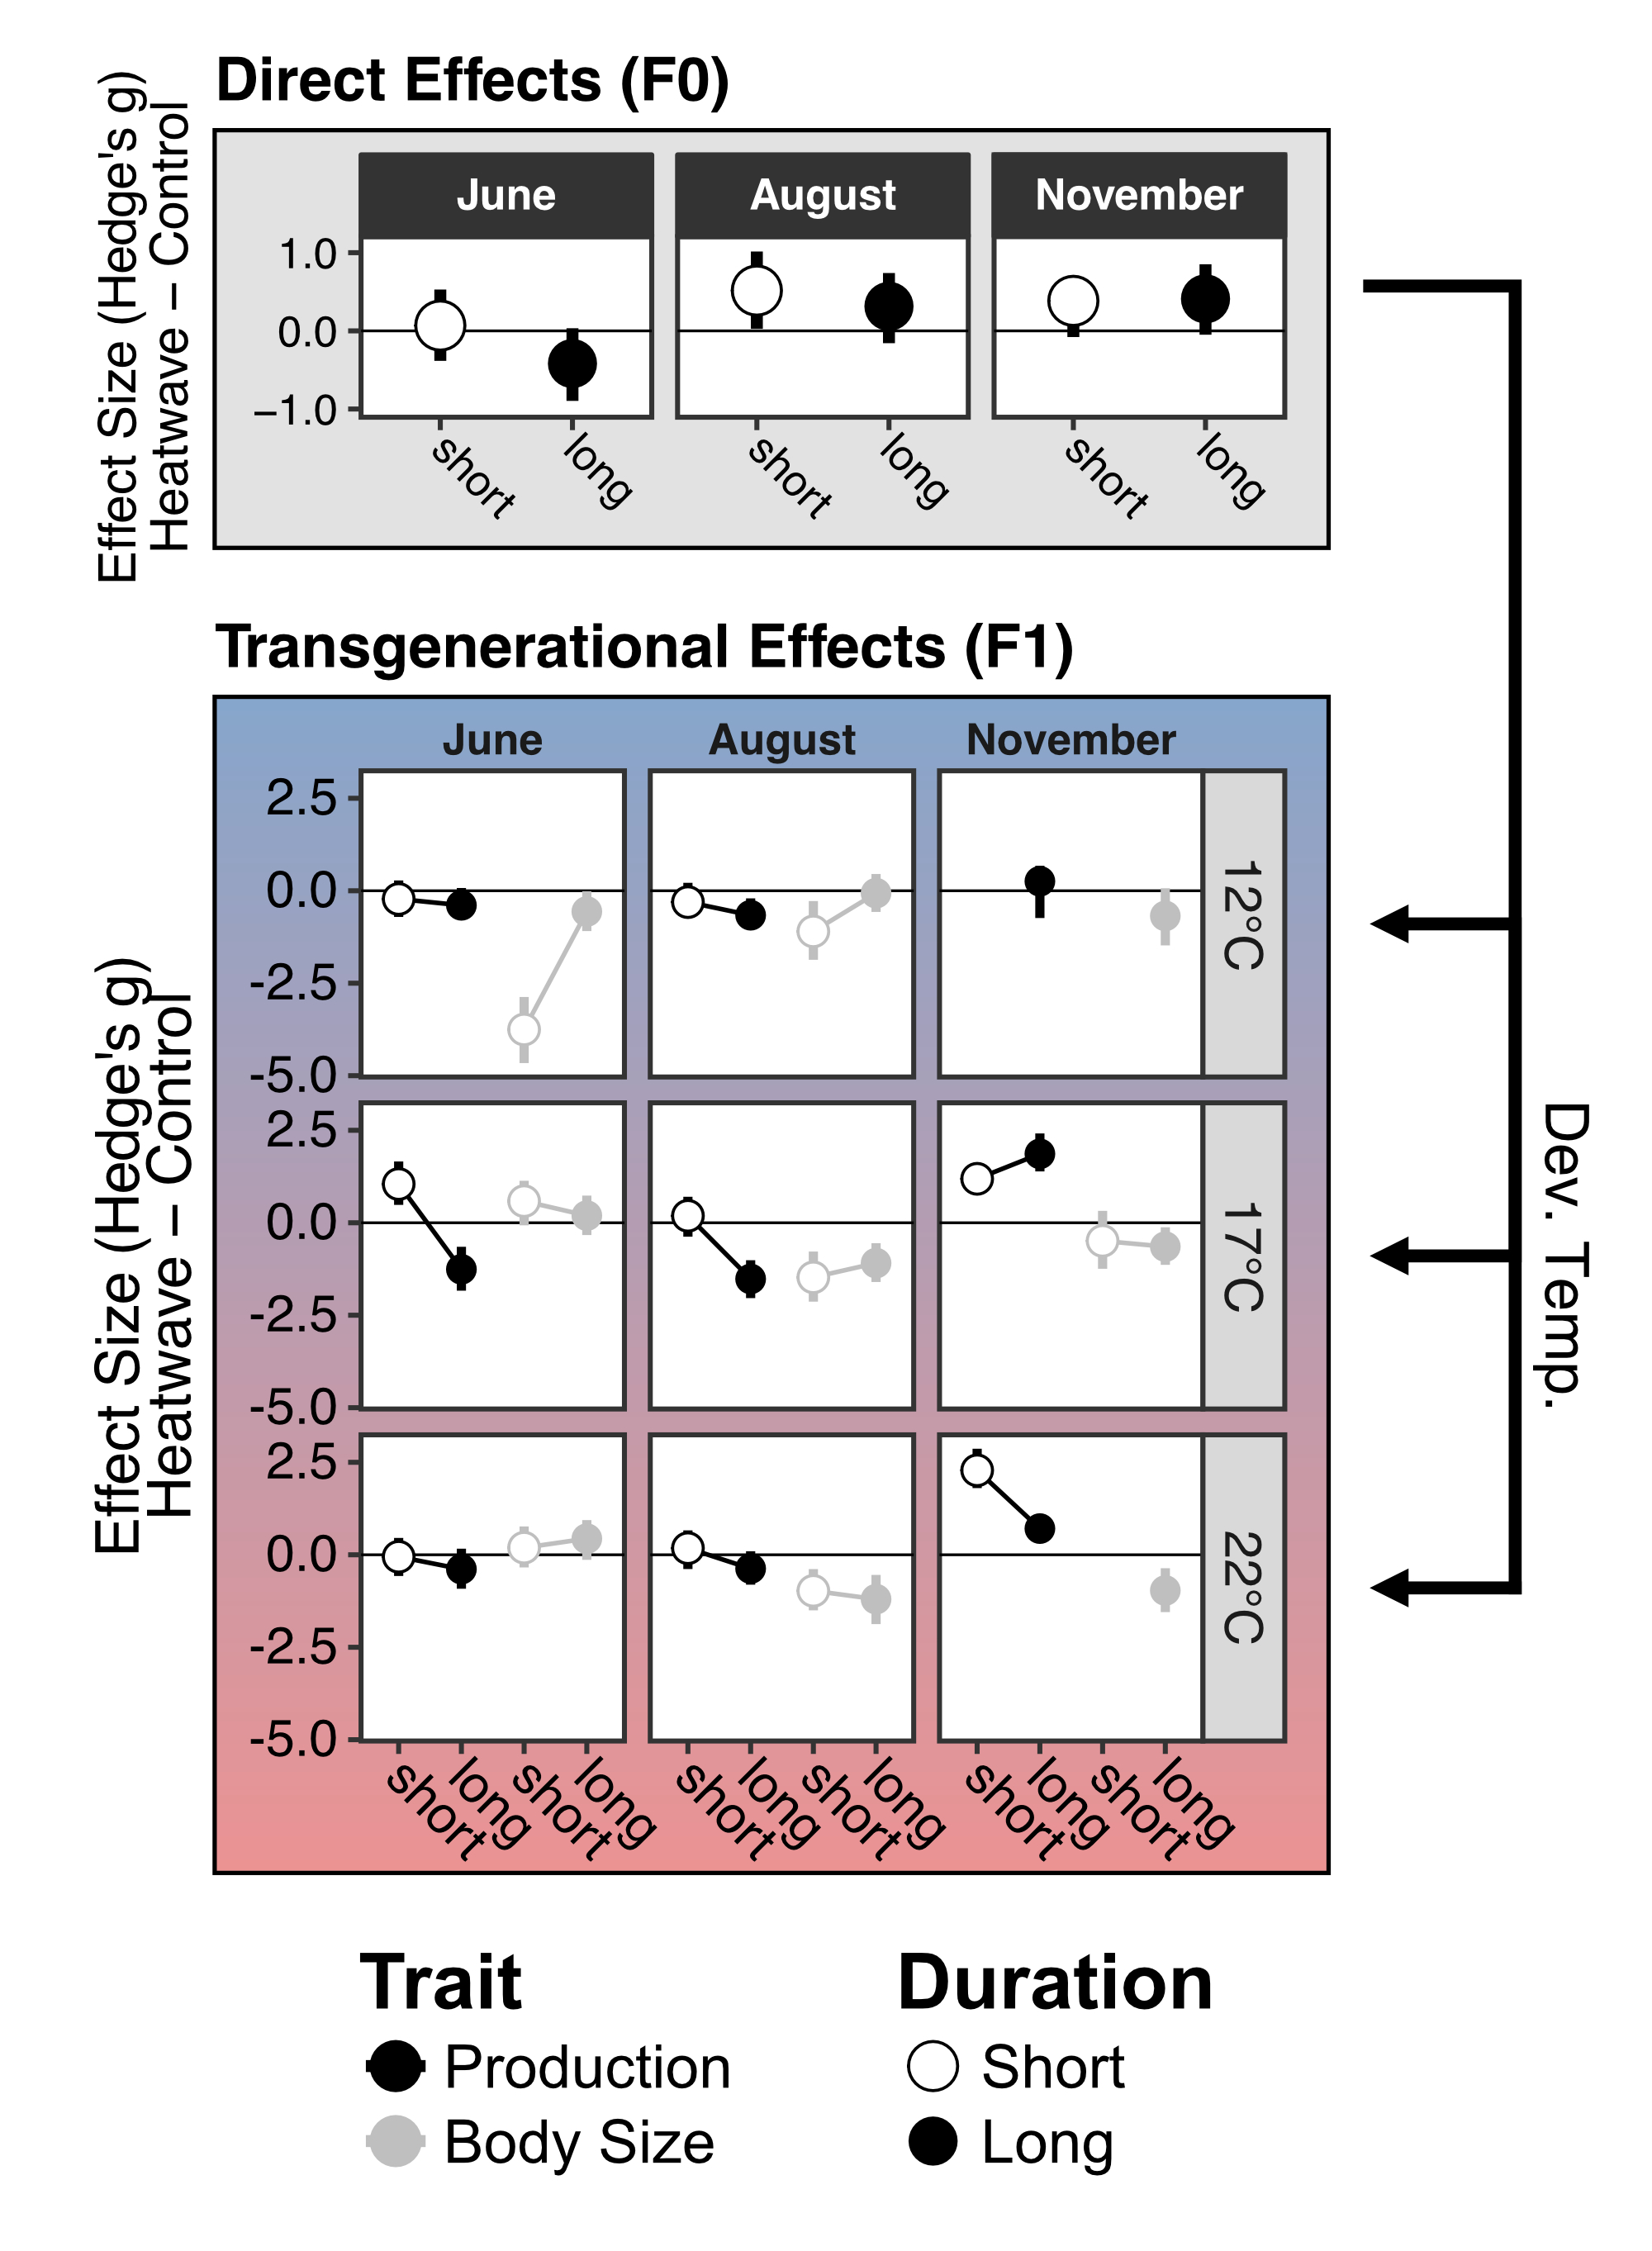 Direct Effects (F0)
Effect Size (Hedge's g)
Heatwave – Control
June August November
1.0
0.0
−1.0
short long short long short long
Transgenerational Effects (F1)
Effect Size (Hedge's g)
Heatwave – Control
June August November
2.5
0.0
-2.5
-5.0
12°C
2.5
0.0
-2.5
-5.0
17°C
2.5
0.0
-2.5
-5.0
22°C
short long short long short long short long short long short long
Dev. Temp.
Trait Duration
Production Short
Body Size Long